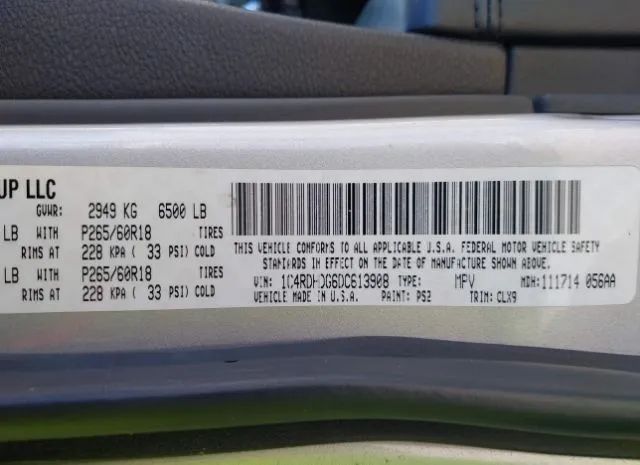 UP LLC
GVWR: 2949 KG 6500 LB
LB WITH P265/60R18 TIRES
RIMS AT 228 KPA ( 33 PSI) COLD
LB WITH P265/60R18 TIRES
RIMS AT 228 KPA ( 33 PSI) COLD
THIS VEHICLE CONFORMS TO ALL APPLICABLE U.S.A. FEDERAL MOTOR VEHICLE SAFETY
STANDARDS IN EFFECT ON THE DATE OF MANUFACTURE SHOWN ABOVE.
VIN: 1C4RDHDG6DC613908 TYPE: MPV MDH: 111714 056AA
VEHICLE MADE IN U.S.A. PAINT: PS2 TRIM: CLX9